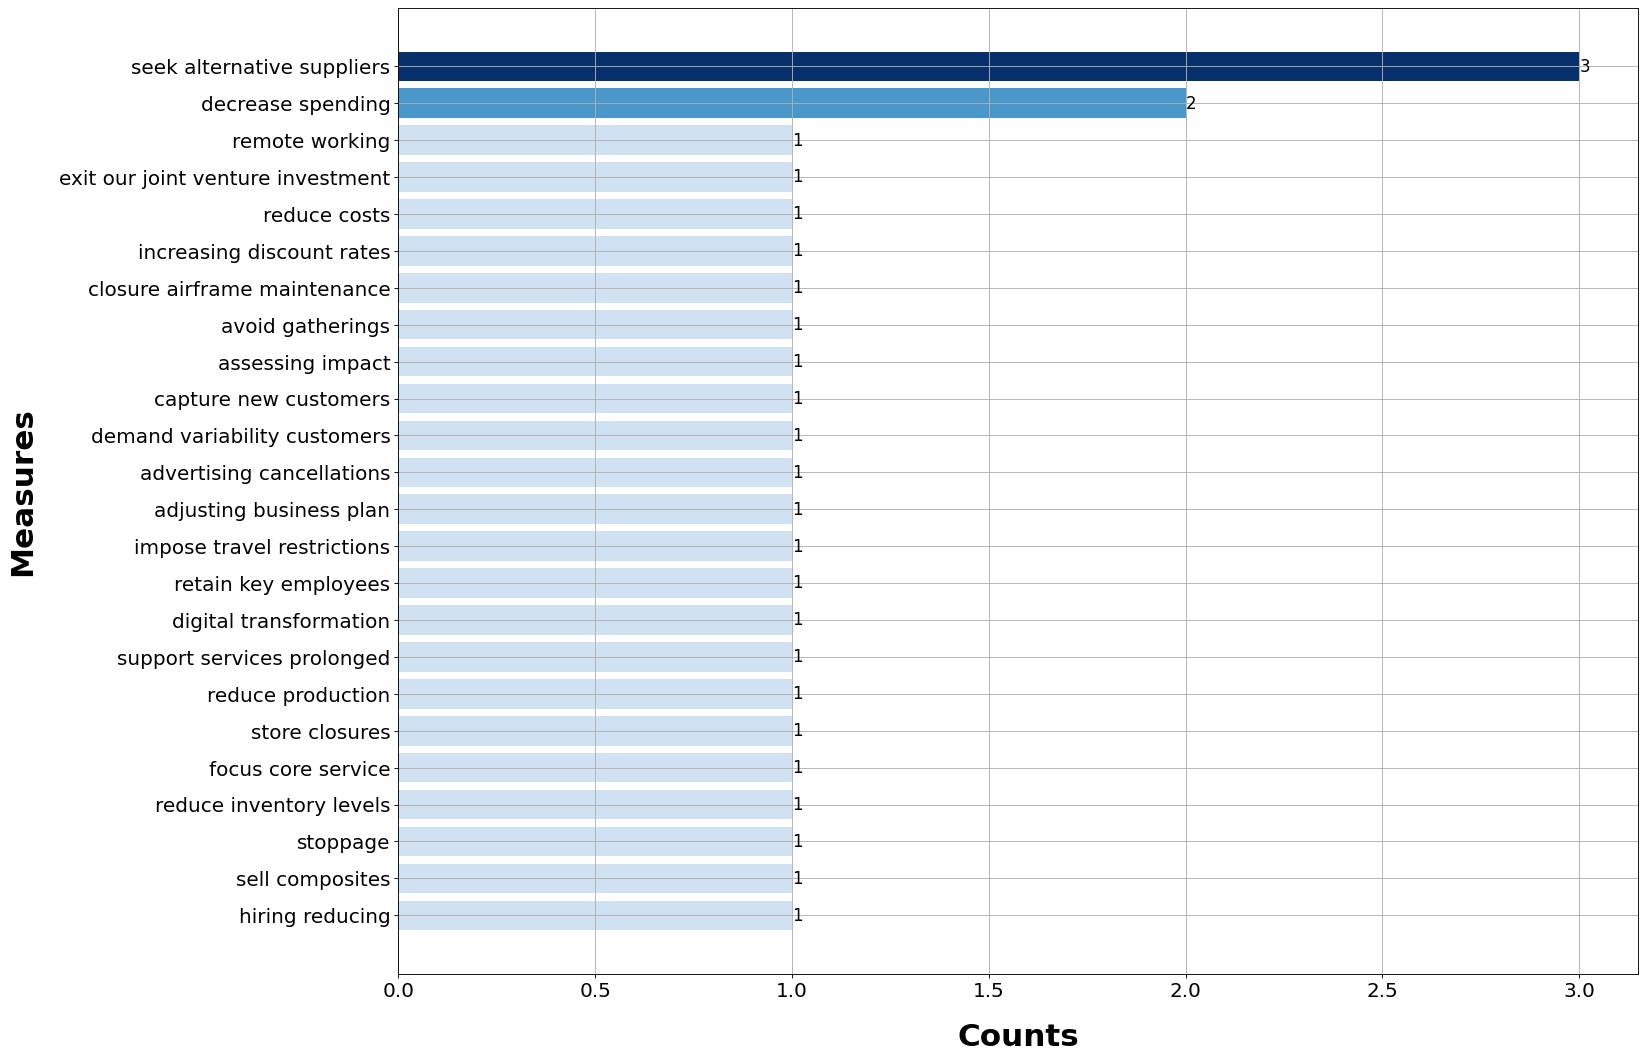 Measures
seek alternative suppliers 3
decrease spending 2
remote working 1
exit our joint venture investment 1
reduce costs 1
increasing discount rates 1
closure airframe maintenance 1
avoid gatherings 1
assessing impact 1
capture new customers 1
demand variability customers 1
advertising cancellations 1
adjusting business plan 1
impose travel restrictions 1
retain key employees 1
digital transformation 1
support services prolonged 1
reduce production 1
store closures 1
focus core service 1
reduce inventory levels 1
stoppage 1
sell composites 1
hiring reducing 1
0.0 0.5 1.0 1.5 2.0 2.5 3.0
Counts